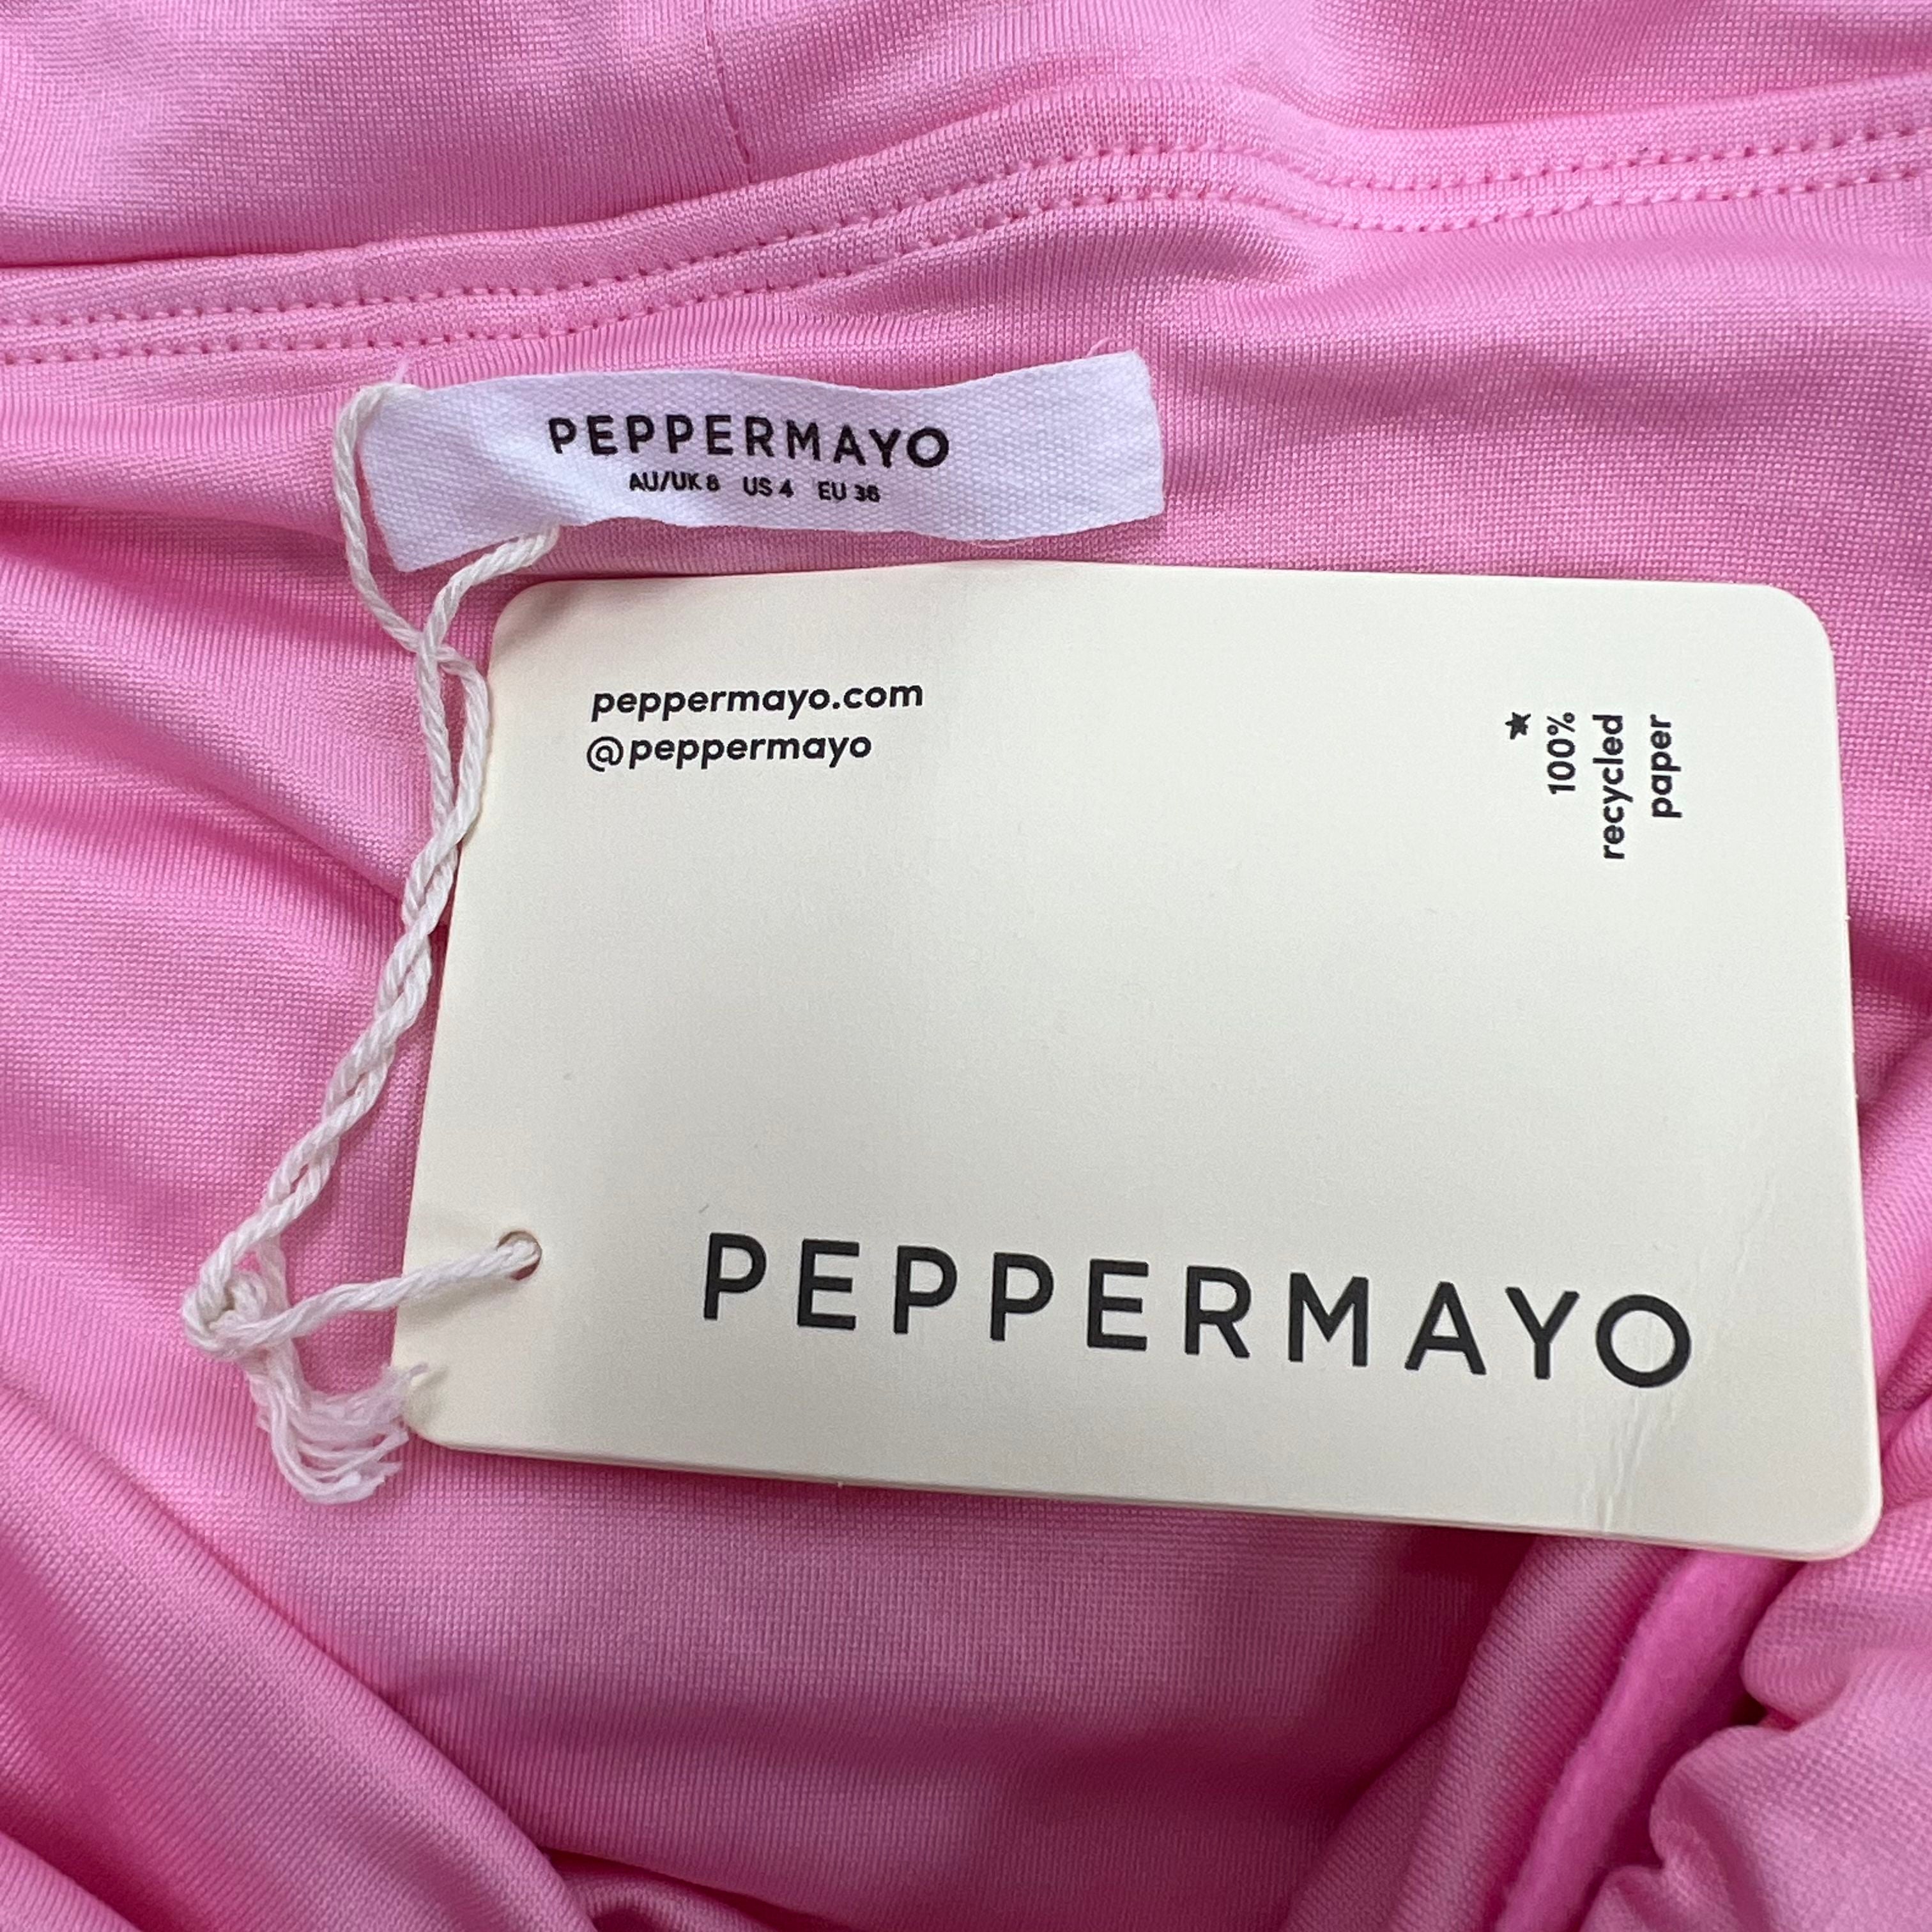 PEPPERMAYO
AU/UK 8 US 4 EU 36
peppermayo.com
@peppermayo
100%
recycled
paper
PEPPERMAYO